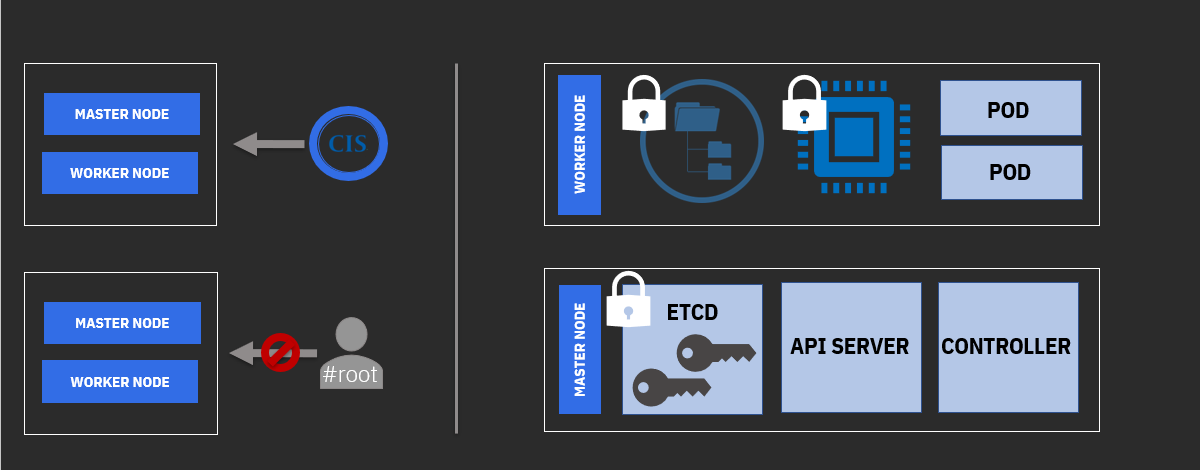 MASTER NODE
WORKER NODE
CIS
MASTER NODE
WORKER NODE
#root
WORKER NODE
POD
POD
MASTER NODE
ETCD
API SERVER
CONTROLLER